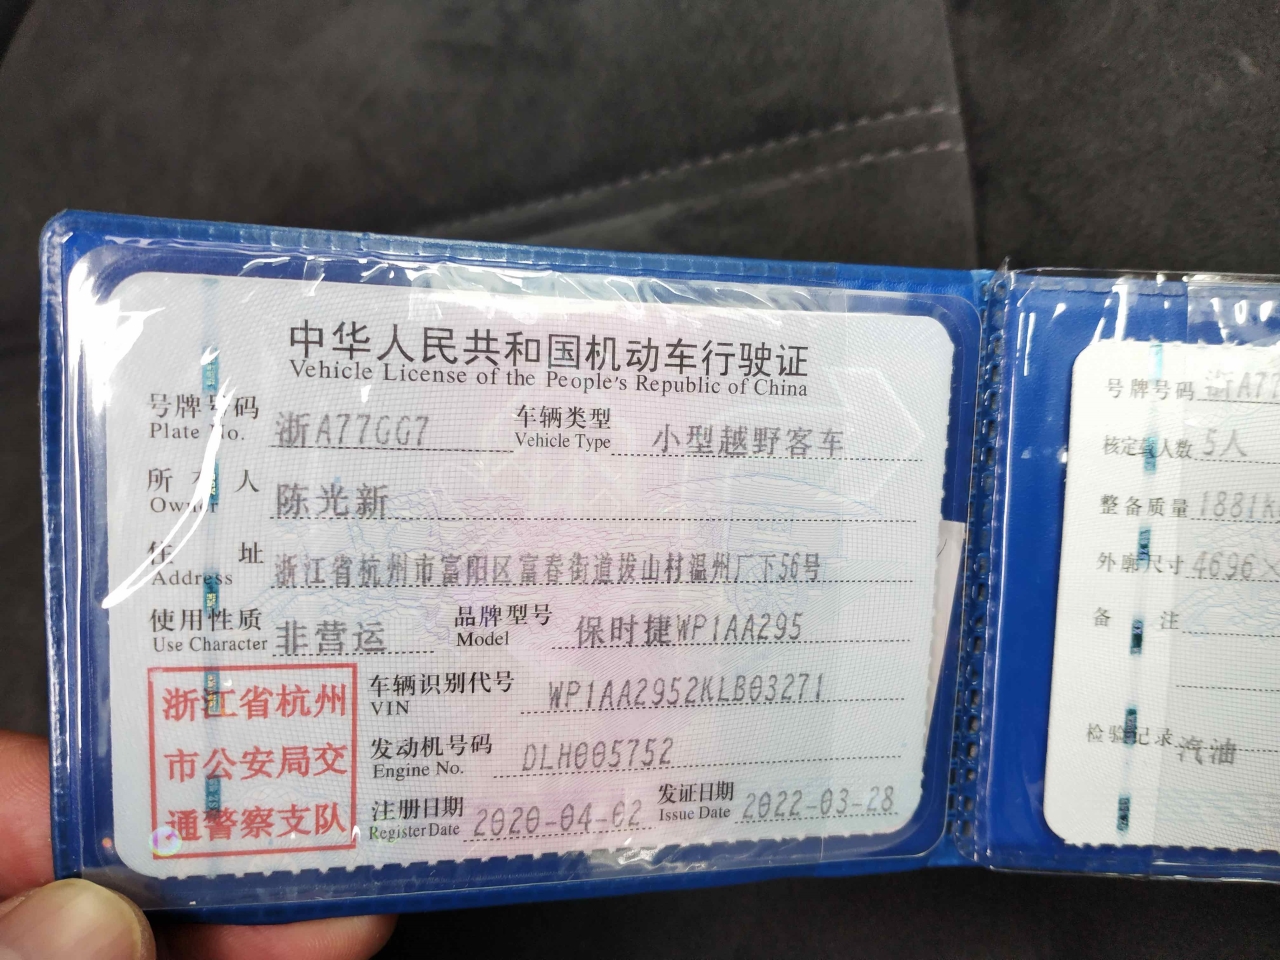 中华人民共和国机动车行驶证
Vehicle License of the People's Republic of China
号牌号码 浙A77GG7 车辆类型 小型越野客车
Plate No. Vehicle Type
所有人 陈光新
Owner
住址 浙江省杭州市富阳区富春街道拔山村温州厂下56号
Address
使用性质 非营运 品牌型号 保时捷WP1AA295
Use Character Model
浙江省杭州
市公安局交
通警察支队
车辆识别代号 WP1AA2952KLB03271
VIN
发动机号码 DLH005752
Engine No.
注册日期 2020-04-02 发证日期 2022-03-28
Register Date Issue Date
号牌号码 浙A77
核定载人数 5人
整备质量 1881K
外廓尺寸 4696×
备注
检验记录 汽油